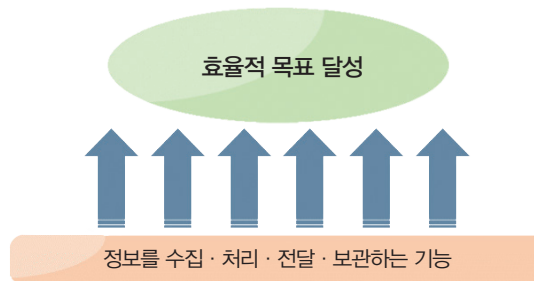 효율적 목표 달성
정보를 수집 · 처리 · 전달 · 보관하는 기능